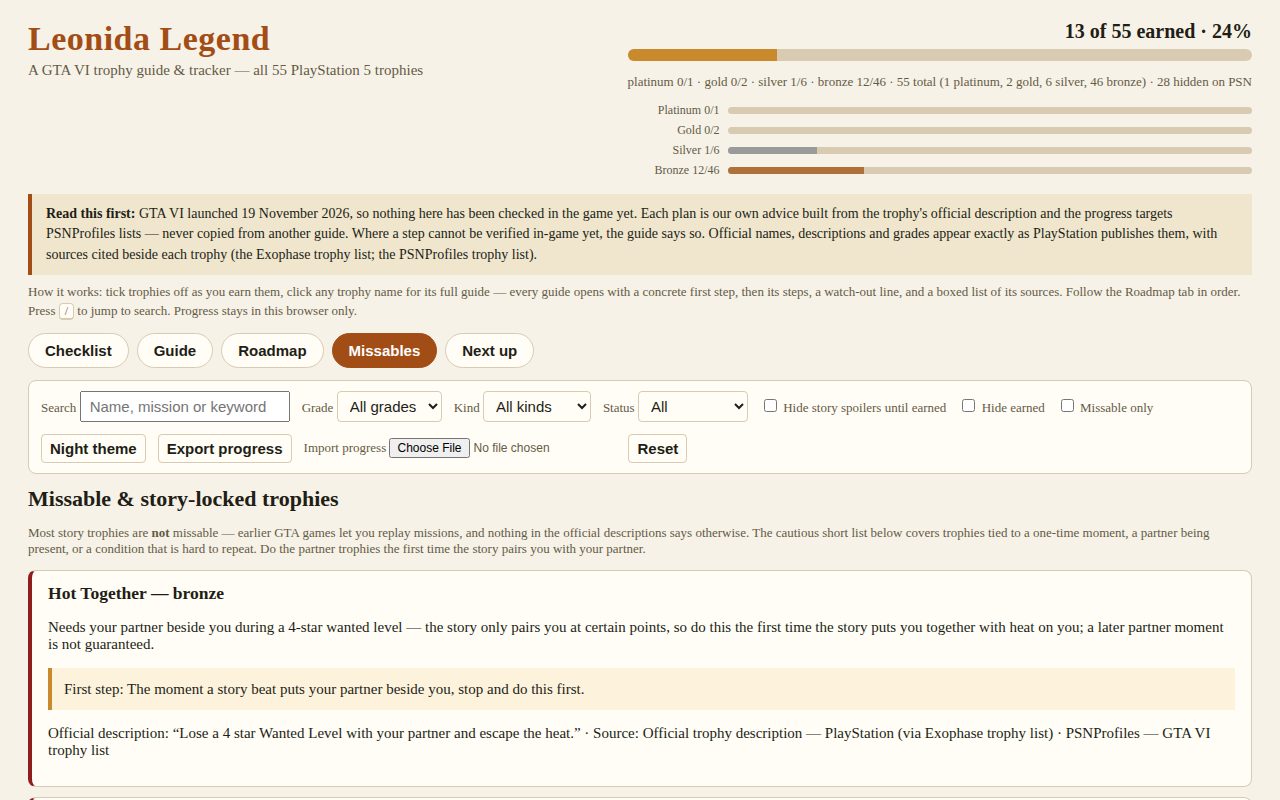 Leonida Legend
A GTA VI trophy guide & tracker — all 55 PlayStation 5 trophies
13 of 55 earned · 24%
platinum 0/1 · gold 0/2 · silver 1/6 · bronze 12/46 · 55 total (1 platinum, 2 gold, 6 silver, 46 bronze) · 28 hidden on PSN
Platinum 0/1
Gold 0/2
Silver 1/6
Bronze 12/46
Read this first: GTA VI launched 19 November 2026, so nothing here has been checked in the game yet. Each plan is our own advice built from the trophy's official description and the progress targets
PSNProfiles lists — never copied from another guide. Where a step cannot be verified in-game yet, the guide says so. Official names, descriptions and grades appear exactly as PlayStation publishes them, with
sources cited beside each trophy (the Exophase trophy list; the PSNProfiles trophy list).
How it works: tick trophies off as you earn them, click any trophy name for its full guide — every guide opens with a concrete first step, then its steps, a watch-out line, and a boxed list of its sources. Follow the Roadmap tab in order.
Press / to jump to search. Progress stays in this browser only.
Checklist Guide Roadmap Missables Next up
Search Name, mission or keyword Grade All grades Kind All kinds Status All Hide story spoilers until earned Hide earned Missable only
Night theme Export progress Import progress Choose File No file chosen Reset
Missable & story-locked trophies
Most story trophies are not missable — earlier GTA games let you replay missions, and nothing in the official descriptions says otherwise. The cautious short list below covers trophies tied to a one-time moment, a partner being
present, or a condition that is hard to repeat. Do the partner trophies the first time the story pairs you with your partner.
Hot Together — bronze
Needs your partner beside you during a 4-star wanted level — the story only pairs you at certain points, so do this the first time the story puts you together with heat on you; a later partner moment
is not guaranteed.
First step: The moment a story beat puts your partner beside you, stop and do this first.
Official description: “Lose a 4 star Wanted Level with your partner and escape the heat.” · Source: Official trophy description — PlayStation (via Exophase trophy list) · PSNProfiles — GTA VI
trophy list